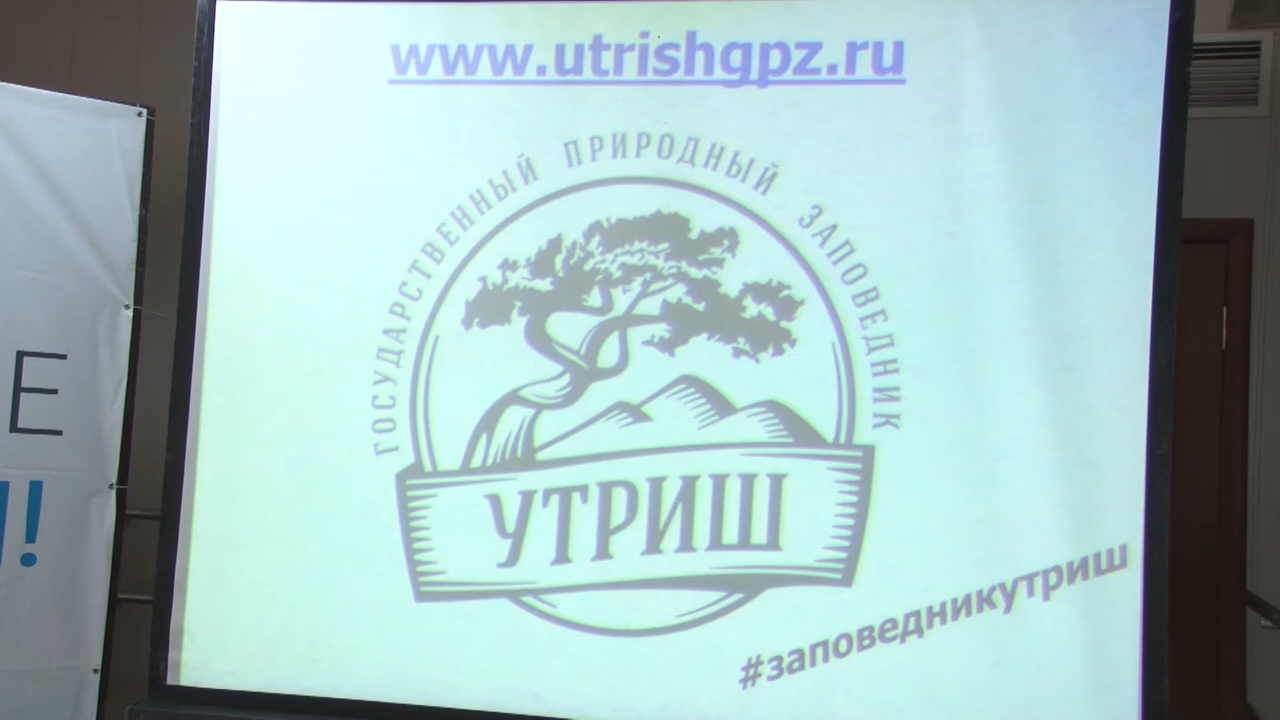 www.utrishgpz.ru
ГОСУДАРСТВЕННЫЙ ПРИРОДНЫЙ ЗАПОВЕДНИК
УТРИШ
#заповедникутриш
Е
!